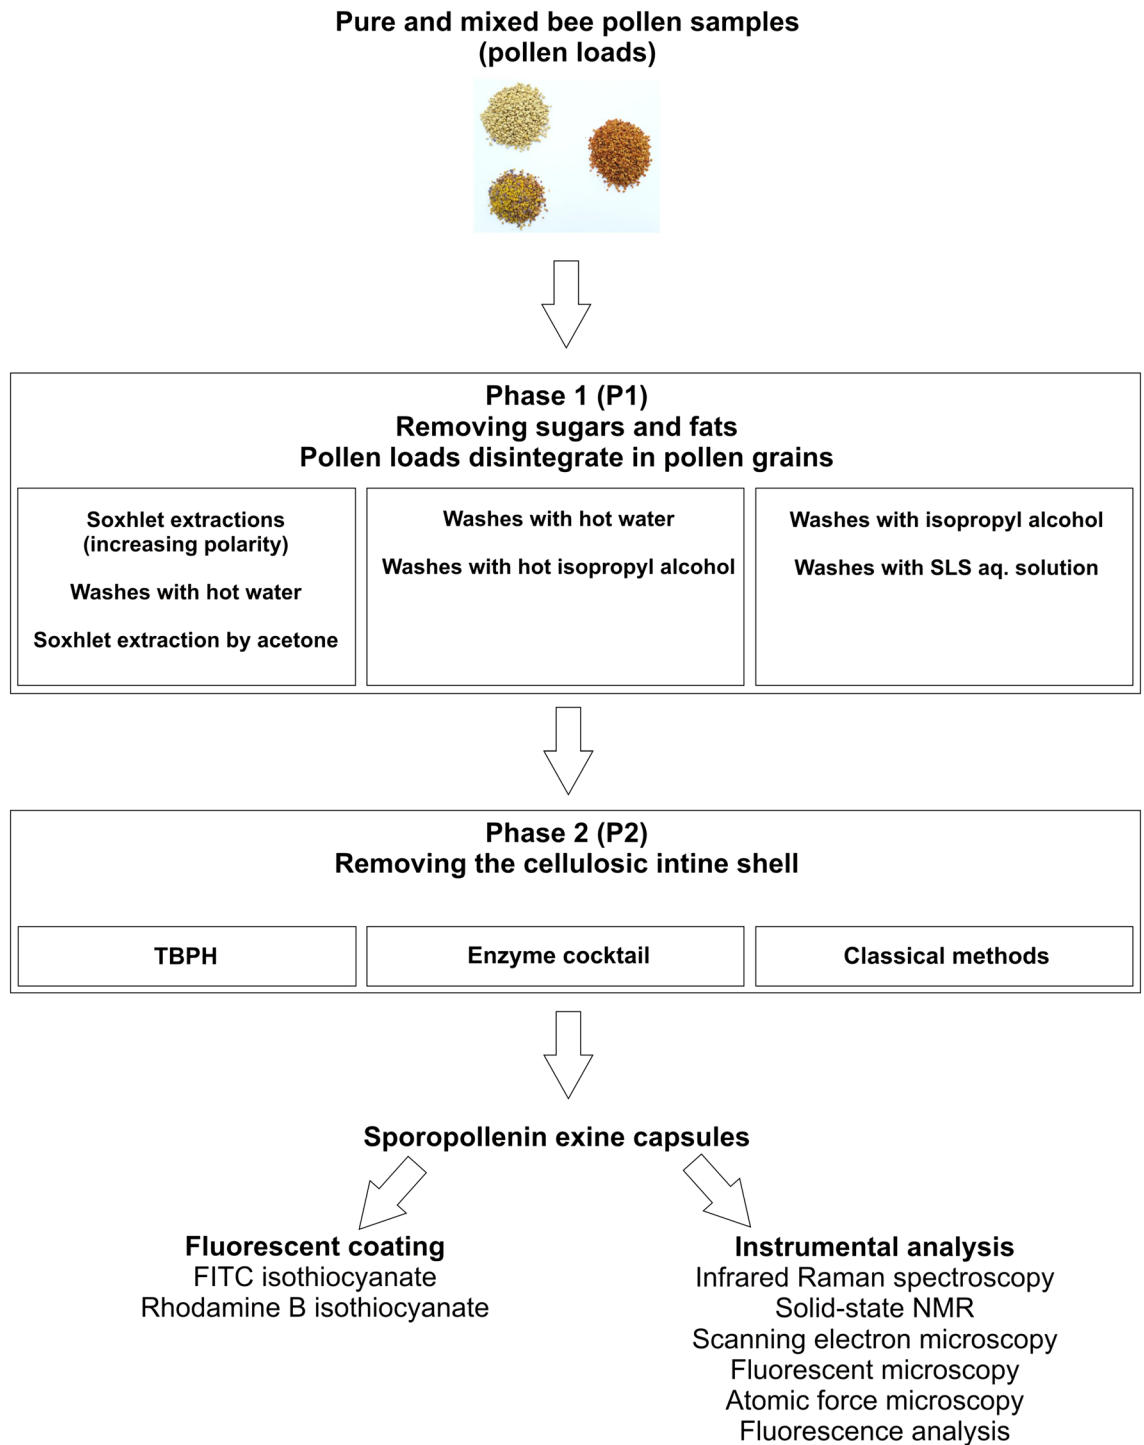 Pure and mixed bee pollen samples
(pollen loads)
Phase 1 (P1)
Removing sugars and fats
Pollen loads disintegrate in pollen grains
Soxhlet extractions
(increasing polarity)
Washes with hot water
Soxhlet extraction by acetone
Washes with hot water
Washes with hot isopropyl alcohol
Washes with isopropyl alcohol
Washes with SLS aq. solution
Phase 2 (P2)
Removing the cellulosic intine shell
TBPH
Enzyme cocktail
Classical methods
Sporopollenin exine capsules
Fluorescent coating
FITC isothiocyanate
Rhodamine B isothiocyanate
Instrumental analysis
Infrared Raman spectroscopy
Solid-state NMR
Scanning electron microscopy
Fluorescent microscopy
Atomic force microscopy
Fluorescence analysis